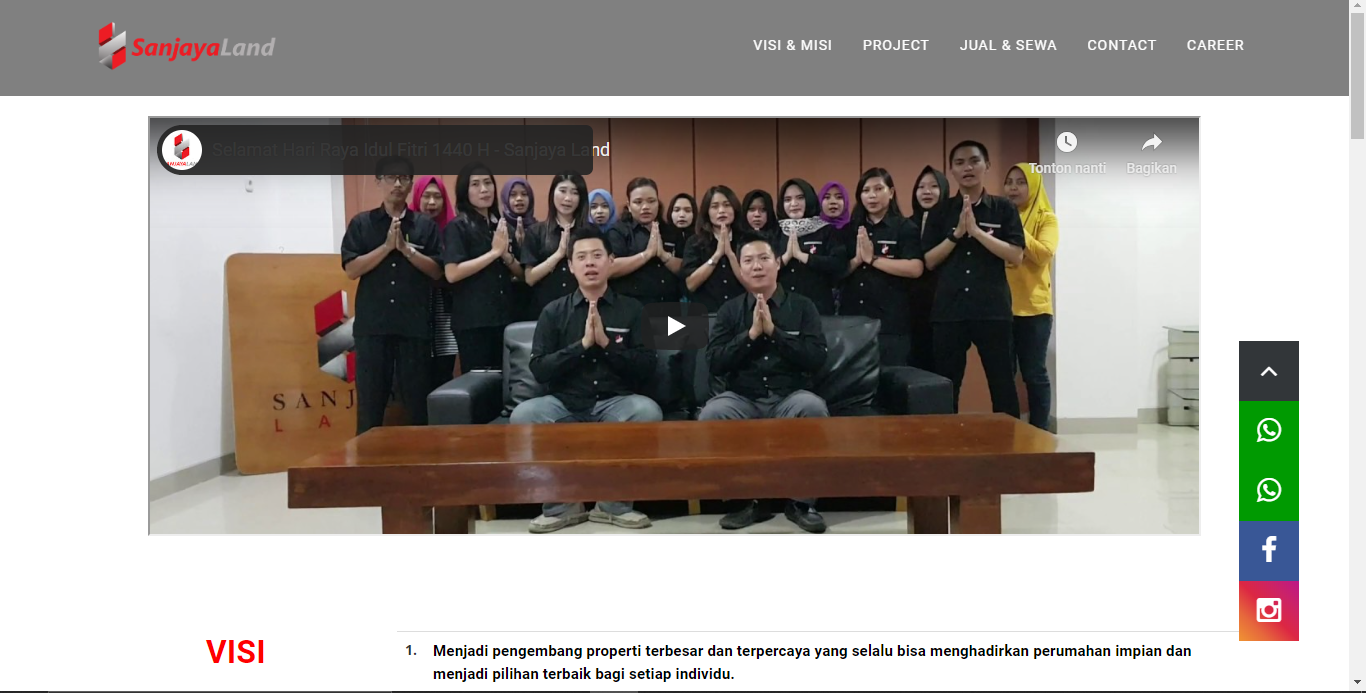 SanjayaLand
VISI & MISI
PROJECT
JUAL & SEWA
CONTACT
CAREER
SANJAYALAND
Selamat Hari Raya Idul Fitri 1440 H - Sanjaya Land
Tonton nanti
Bagikan
SANJ
LA
VISI
1. Menjadi pengembang properti terbesar dan terpercaya yang selalu bisa menghadirkan perumahan impian dan
menjadi pilihan terbaik bagi setiap individu.